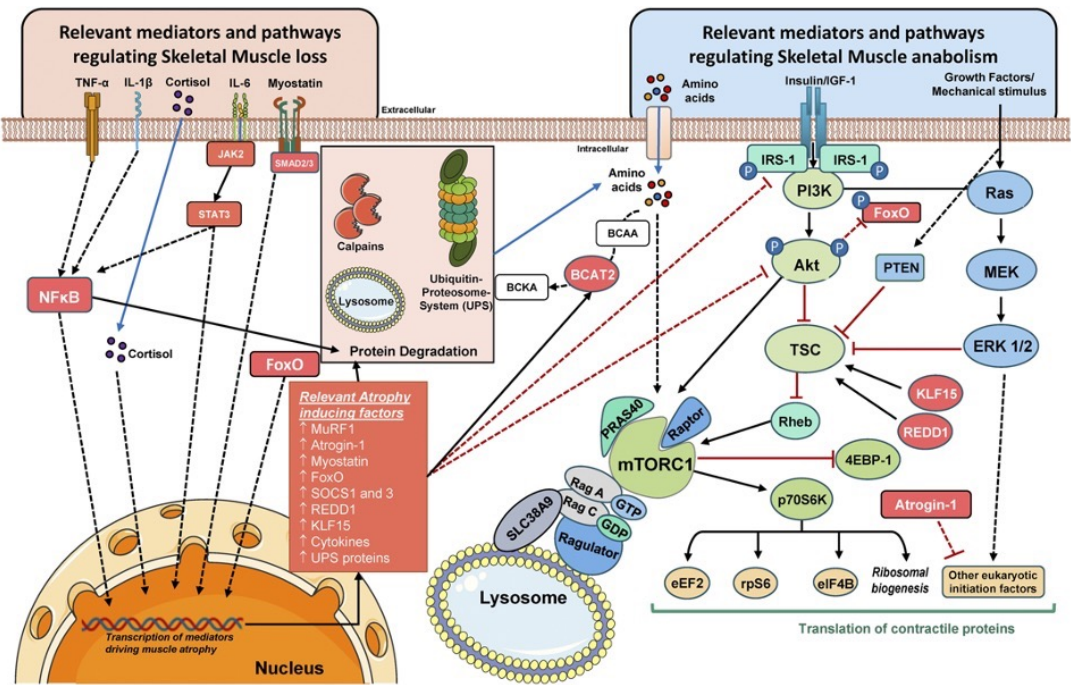 Relevant mediators and pathways
regulating Skeletal Muscle loss
TNF-α
IL-1β
Cortisol
IL-6
Myostatin
Extracellular
JAK2
SMAD2/3
STAT3
NFκB
Cortisol
FoxO
Calpains
Lysosome
Ubiquitin-
Proteosome-
System (UPS)
Protein Degradation
Relevant Atrophy
inducing factors
↑ MuRF1
↑ Atrogin-1
↑ Myostatin
↑ FoxO
↑ SOCS1 and 3
↑ REDD1
↑ KLF15
↑ Cytokines
↑ UPS proteins
Transcription of mediators
driving muscle atrophy
Nucleus
Relevant mediators and pathways
regulating Skeletal Muscle anabolism
Amino
acids
Insulin/IGF-1
Growth Factors/
Mechanical stimulus
Intracellular
Amino
acids
BCAA
BCAT2
BCKA
P
IRS-1
IRS-1
P
PI3K
P
FoxO
Ras
P
Akt
P
PTEN
MEK
TSC
ERK 1/2
KLF15
REDD1
Rheb
PRAS40
Raptor
mTORC1
4EBP-1
p70S6K
Rag A
GTP
Rag C
GDP
SLC38A9
Ragulator
Lysosome
Atrogin-1
eEF2
rpS6
eIF4B
Ribosomal
biogenesis
Other eukaryotic
initiation factors
Translation of contractile proteins